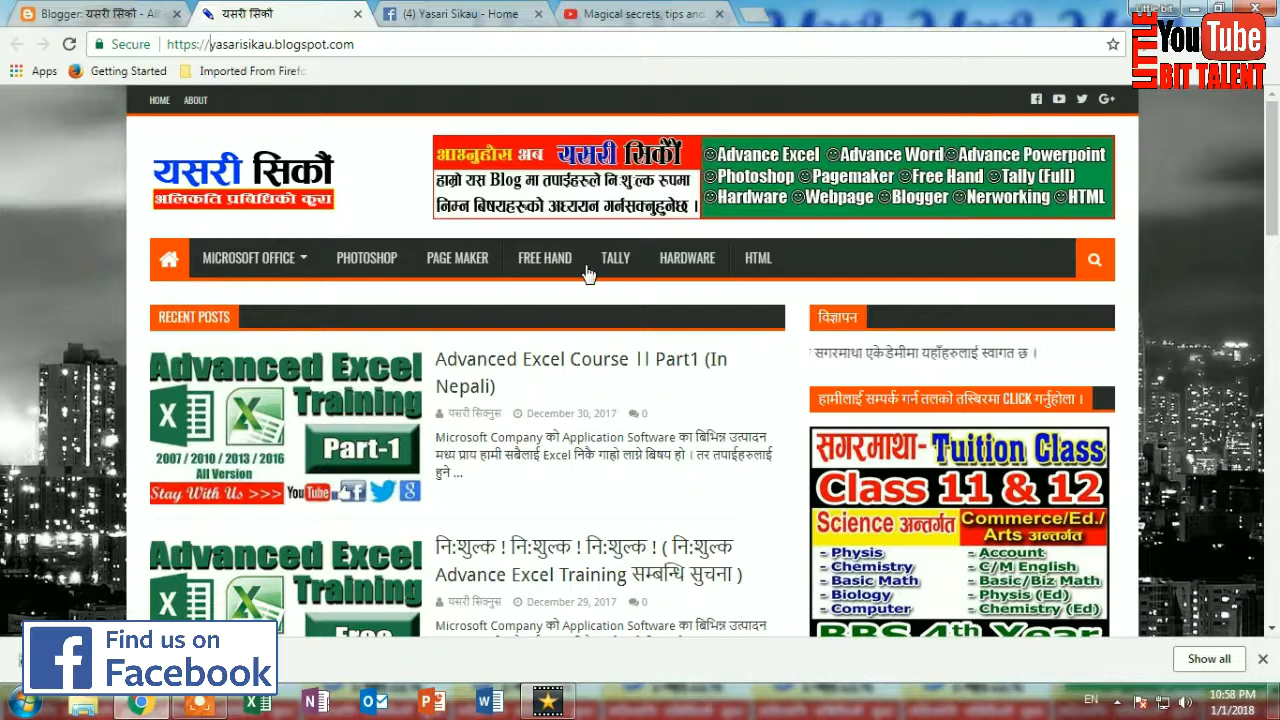 Blogger: यसरी सिकौ - All
यसरी सिकौ
(4) Yasari Sikau - Home
Magical secrets, tips and
Little bit
Secure
https://yasarisikau.blogspot.com
LITTLE
YouTube
BIT TALENT
Apps
Getting Started
Imported From Firefo
HOME
ABOUT
यसरी सिकौ
अलिकति प्रबिधिको कुरा
आउनुहोस अब यसरी सिकौं
हाम्रो यस Blog मा तपाईहरुले निःशुल्क रुपमा
निम्न बिषयहरुको अध्ययन गर्नसक्नुहुनेछ ।
☺Advance Excel ☺Advance Word☺Advance Powerpoint
☺Photoshop ☺Pagemaker ☺Free Hand ☺Tally (Full)
☺Hardware ☺Webpage ☺Blogger ☺Nerworking ☺HTML
MICROSOFT OFFICE
PHOTOSHOP
PAGE MAKER
FREE HAND
TALLY
HARDWARE
HTML
RECENT POSTS
Advanced Excel
Training
Part-1
2007 / 2010 / 2013 / 2016
All Version
Stay With Us >>>
YouTube
Advanced Excel Course || Part1 (In
Nepali)
यसरी सिक्नुस
December 30, 2017
0
Microsoft Company को Application Software का बिभिन्न उत्पादन
मध्य प्राय हामी सबैलाई Excel निकै गाह्रो लाग्ने बिषय हो । तर तपाईहरुलाई
हुने ...
Advanced Excel
Training
Free
नि:शुल्क ! नि:शुल्क ! नि:शुल्क ! ( नि:शुल्क
Advance Excel Training सम्बन्धि सुचना )
यसरी सिक्नुस
December 29, 2017
0
Microsoft Company को Application Software का बिभिन्न उत्पादन
विज्ञापन
सगरमाथा एकेडेमीमा यहाँहरुलाई स्वागत छ ।
हामीलाई सम्पर्क गर्न तलको तस्बिरमा CLICK गर्नुहोला ।
सगरमाथा- Tuition Class
Class 11 & 12
Science अन्तर्गत
Commerce/Ed./
Arts अन्तर्गत
- Physis
- Chemistry
- Basic Math
- Biology
- Computer
- Account
- C/M English
- Basic/Biz Math
- Physis (Ed)
- Chemistry (Ed)
BBS 4th Year
Find us on
Facebook
Show all
EN
10:58 PM
1/1/2018